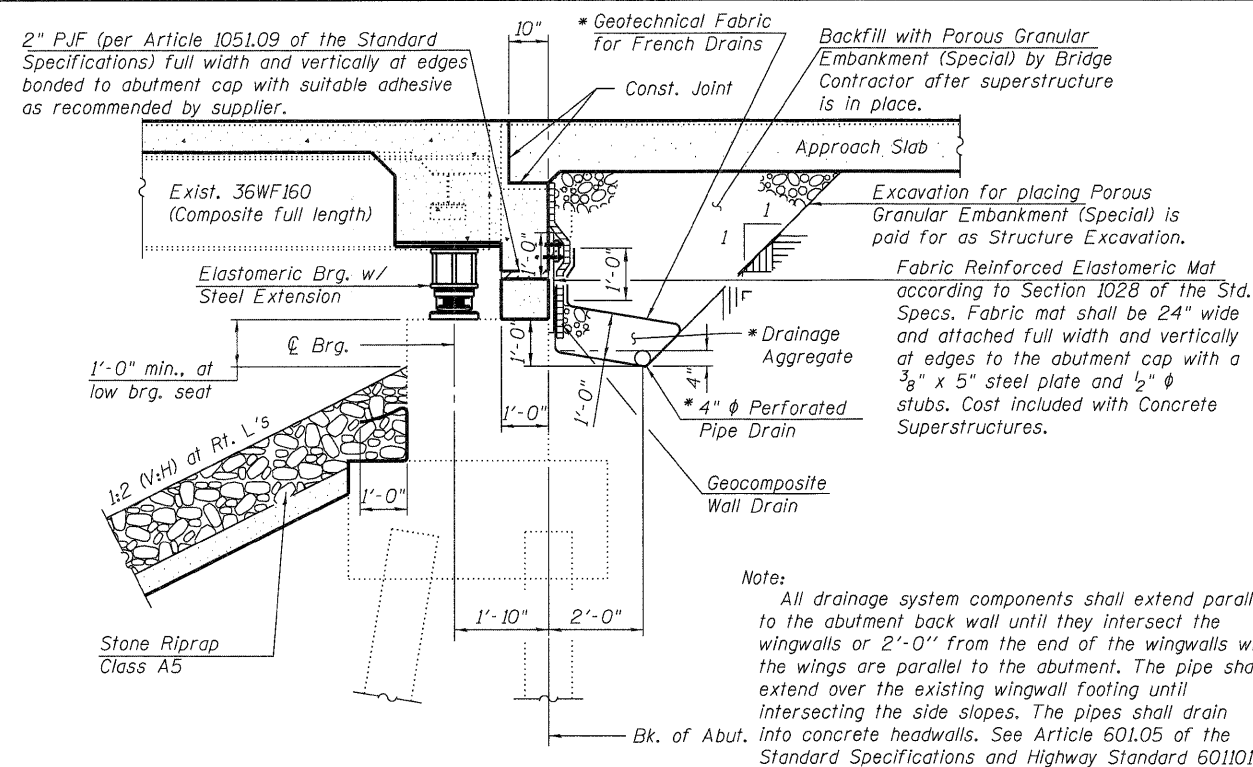 2" PJF (per Article 1051.09 of the Standard
Specifications) full width and vertically at edges
bonded to abutment cap with suitable adhesive
as recommended by supplier.
10"
* Geotechnical Fabric
for French Drains
Const. Joint
Backfill with Porous Granular
Embankment (Special) by Bridge
Contractor after superstructure
is in place.
Approach Slab
Exist. 36WF160
(Composite full length)
Excavation for placing Porous
Granular Embankment (Special) is
paid for as Structure Excavation.
1
1
1'-0"
1'-0"
Elastomeric Brg. w/
Steel Extension
Fabric Reinforced Elastomeric Mat
according to Section 1028 of the Std.
Specs. Fabric mat shall be 24" wide
and attached full width and vertically
at edges to the abutment cap with a
3/8" x 5" steel plate and 1/2" ϕ
stubs. Cost included with Concrete
Superstructures.
℄ Brg.
1'-0" min., at
low brg. seat
1'-0"
1'-0"
1'-0"
4"
* Drainage
Aggregate
* 4" ϕ Perforated
Pipe Drain
1:2 (V:H) at Rt. L's
1'-0"
Geocomposite
Wall Drain
Stone Riprap
Class A5
1'-10"
2'-0"
Bk. of Abut.
Note:
All drainage system components shall extend parall
to the abutment back wall until they intersect the
wingwalls or 2'-0'' from the end of the wingwalls w
the wings are parallel to the abutment. The pipe sha
extend over the existing wingwall footing until
intersecting the side slopes. The pipes shall drain
into concrete headwalls. See Article 601.05 of the
Standard Specifications and Highway Standard 601101